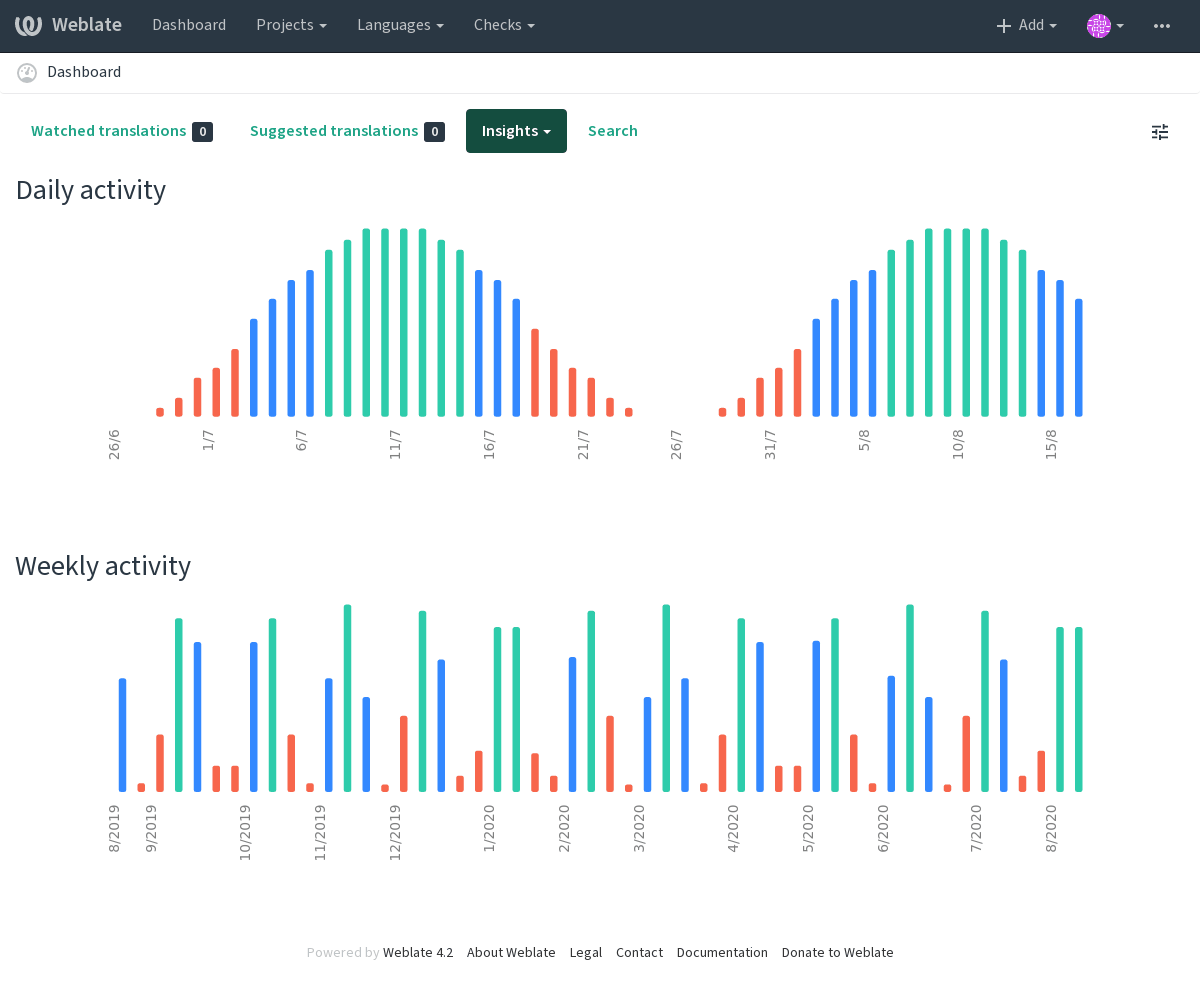 Weblate Dashboard Projects Languages Checks Add
Dashboard
Watched translations 0 Suggested translations 0 Insights Search
Daily activity
26/6 1/7 6/7 11/7 16/7 21/7 26/7 31/7 5/8 10/8 15/8
Weekly activity
8/2019 9/2019 10/2019 11/2019 12/2019 1/2020 2/2020 3/2020 4/2020 5/2020 6/2020 7/2020 8/2020
Powered by Weblate 4.2 About Weblate Legal Contact Documentation Donate to Weblate